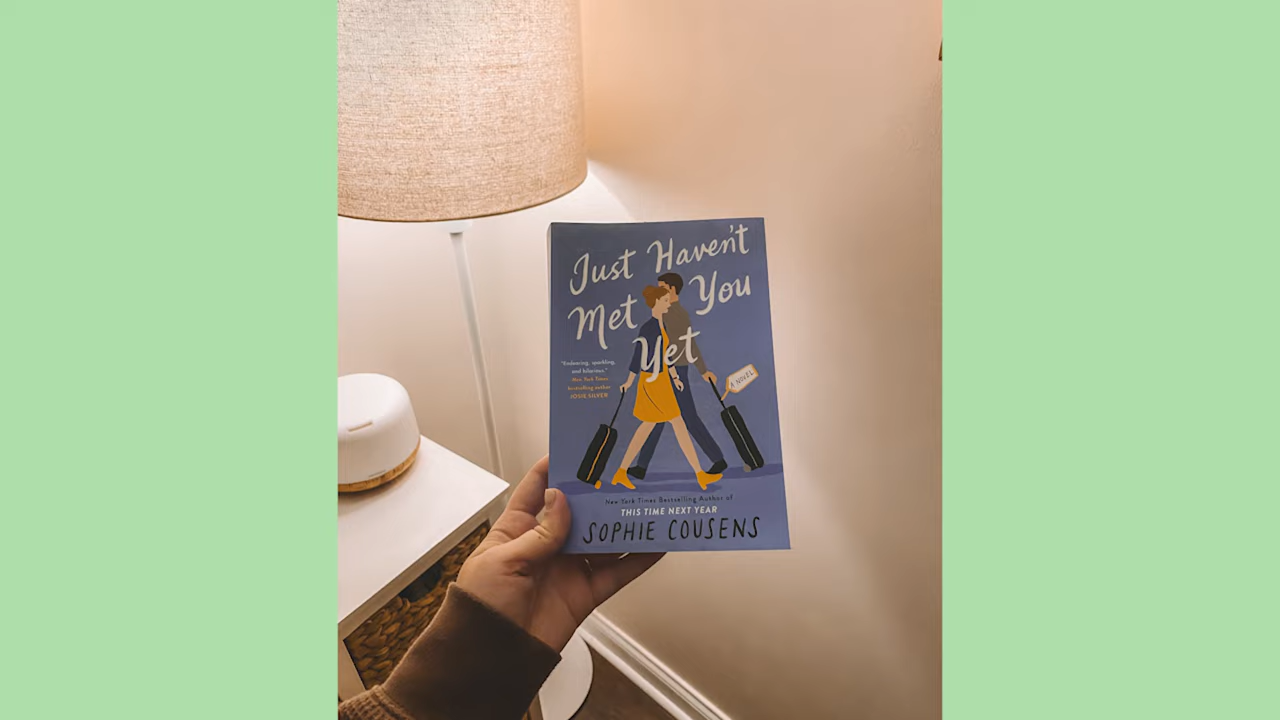 Just Haven't
Met You
Yet
"Endearing, sparkling,
and hilarious."
New York Times
bestselling author
JOSIE SILVER
A NOVEL
New York Times Bestselling Author of
THIS TIME NEXT YEAR
SOPHIE COUSENS